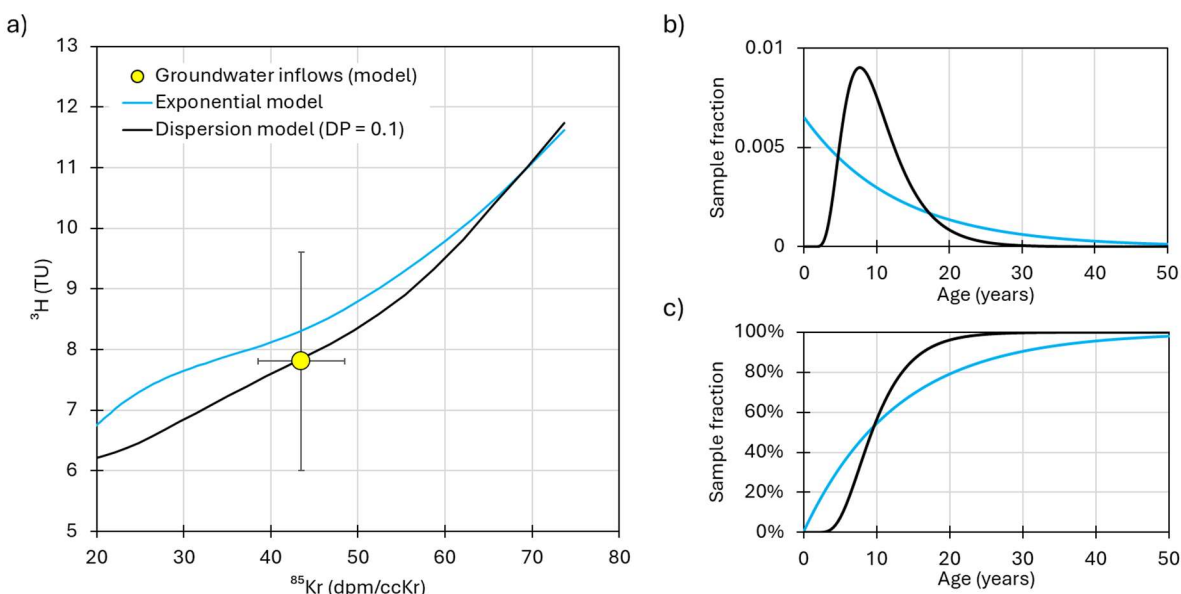 a)
13
12
11
10
9
8
7
6
5
³H (TU)
Groundwater inflows (model)
Exponential model
Dispersion model (DP = 0.1)
20 30 40 50 60 70 80
⁸⁵Kr (dpm/ccKr)
b)
0.01
0.005
0
Sample fraction
0 10 20 30 40 50
Age (years)
c)
100%
80%
60%
40%
20%
0%
Sample fraction
0 10 20 30 40 50
Age (years)